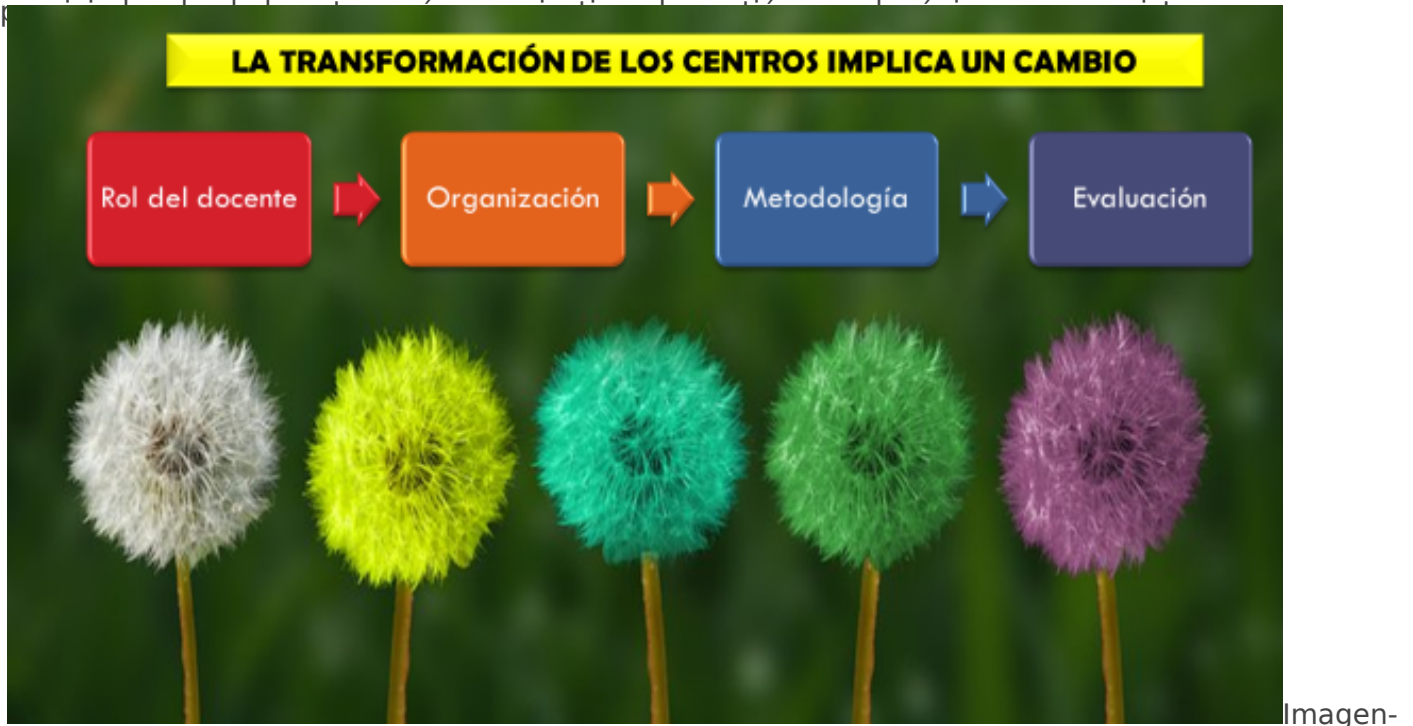 LA TRANSFORMACIÓN DE LOS CENTROS IMPLICA UN CAMBIO
Rol del docente
Organización
Metodología
Evaluación
Imagen-